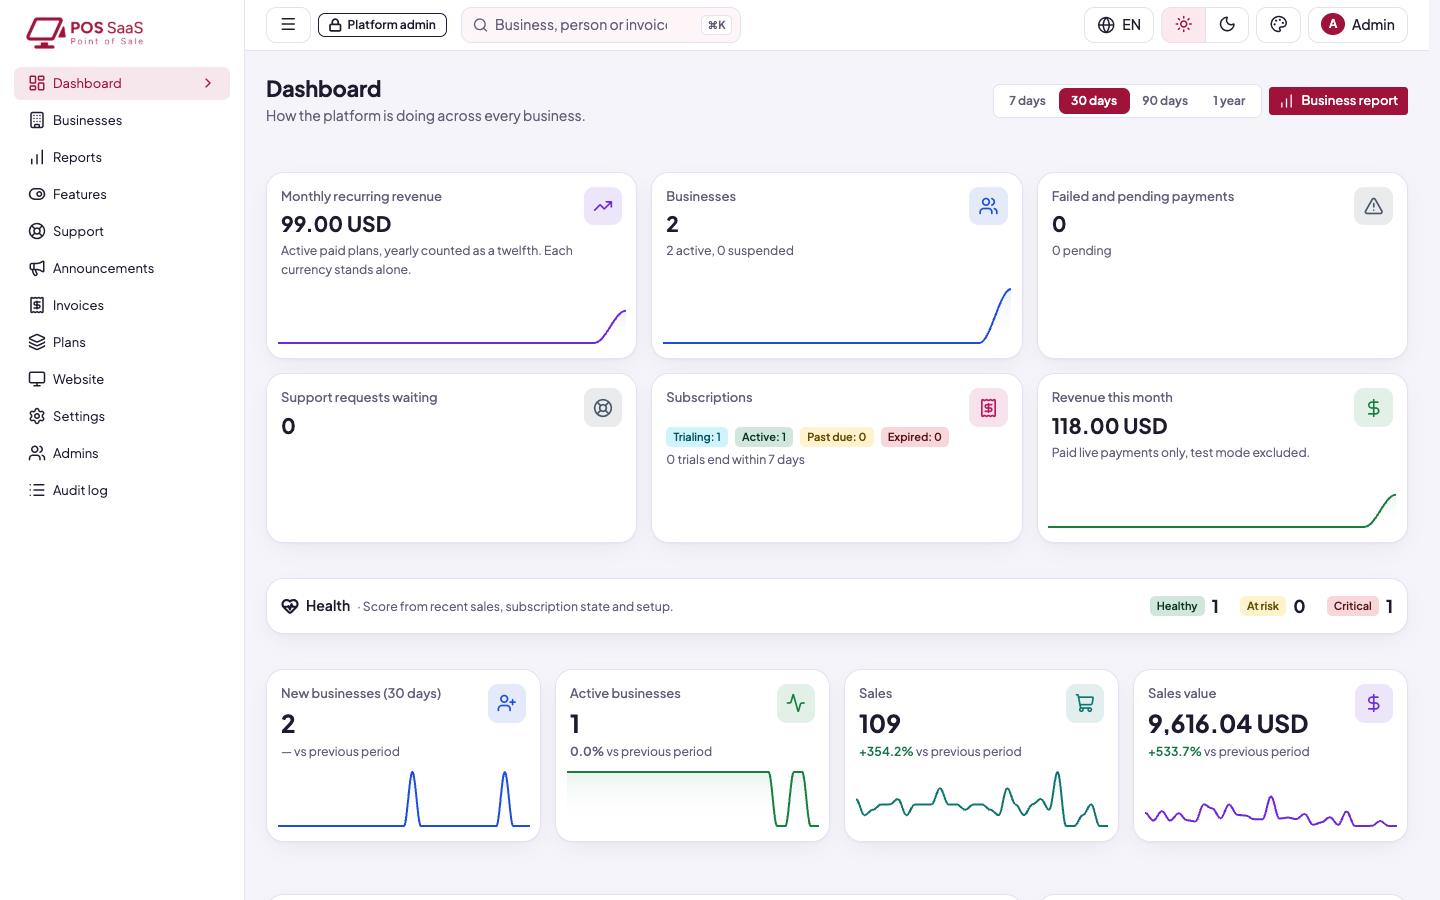 POS SaaS
Point of Sale
Platform admin
Business, person or invoic
⌘K
EN
A
Admin
Dashboard
Businesses
Reports
Features
Support
Announcements
Invoices
Plans
Website
Settings
Admins
Audit log
Dashboard
How the platform is doing across every business.
7 days
30 days
90 days
1 year
Business report
Monthly recurring revenue
99.00 USD
Active paid plans, yearly counted as a twelfth. Each
currency stands alone.
Businesses
2
2 active, 0 suspended
Failed and pending payments
0
0 pending
Support requests waiting
0
Subscriptions
Trialing: 1
Active: 1
Past due: 0
Expired: 0
0 trials end within 7 days
Revenue this month
118.00 USD
Paid live payments only, test mode excluded.
Health · Score from recent sales, subscription state and setup.
Healthy 1
At risk 0
Critical 1
New businesses (30 days)
2
— vs previous period
Active businesses
1
0.0% vs previous period
Sales
109
+354.2% vs previous period
Sales value
9,616.04 USD
+533.7% vs previous period